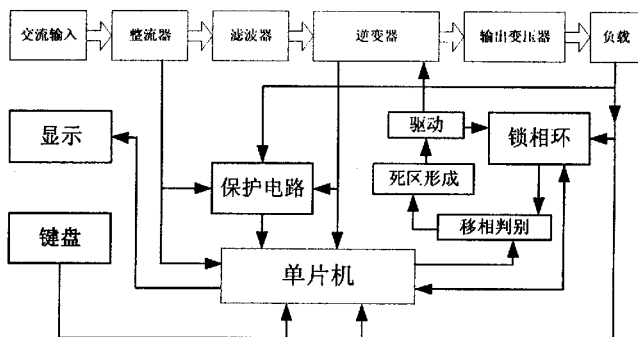 交流输入
整流器
滤波器
逆变器
输出变压器
负载
显示
驱动
锁相环
保护电路
死区形成
键盘
移相判别
单片机